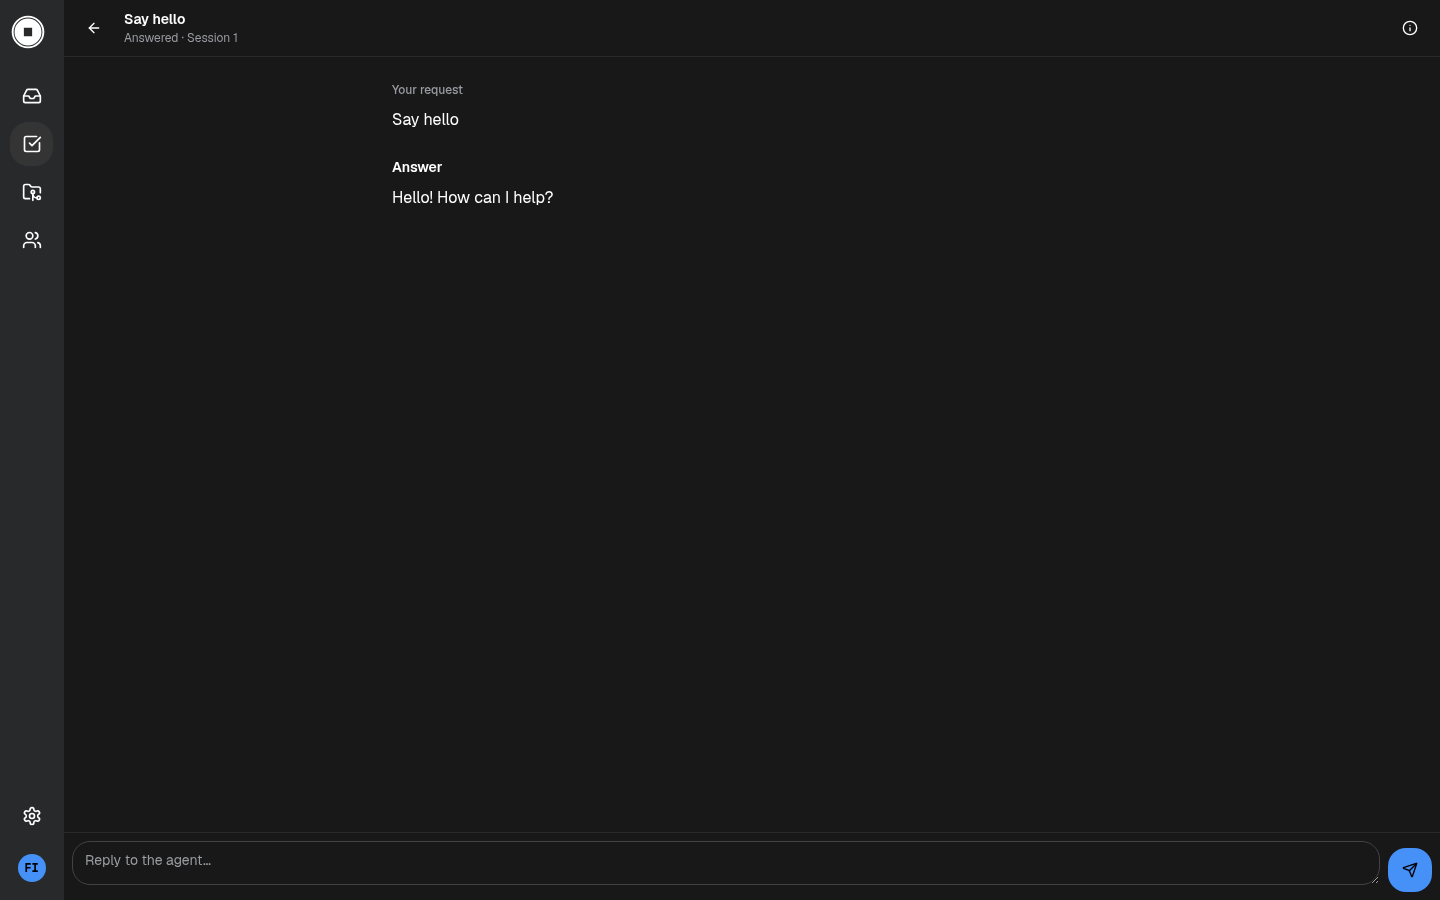 Say hello
Answered · Session 1
Your request
Say hello
Answer
Hello! How can I help?
Reply to the agent...
FI